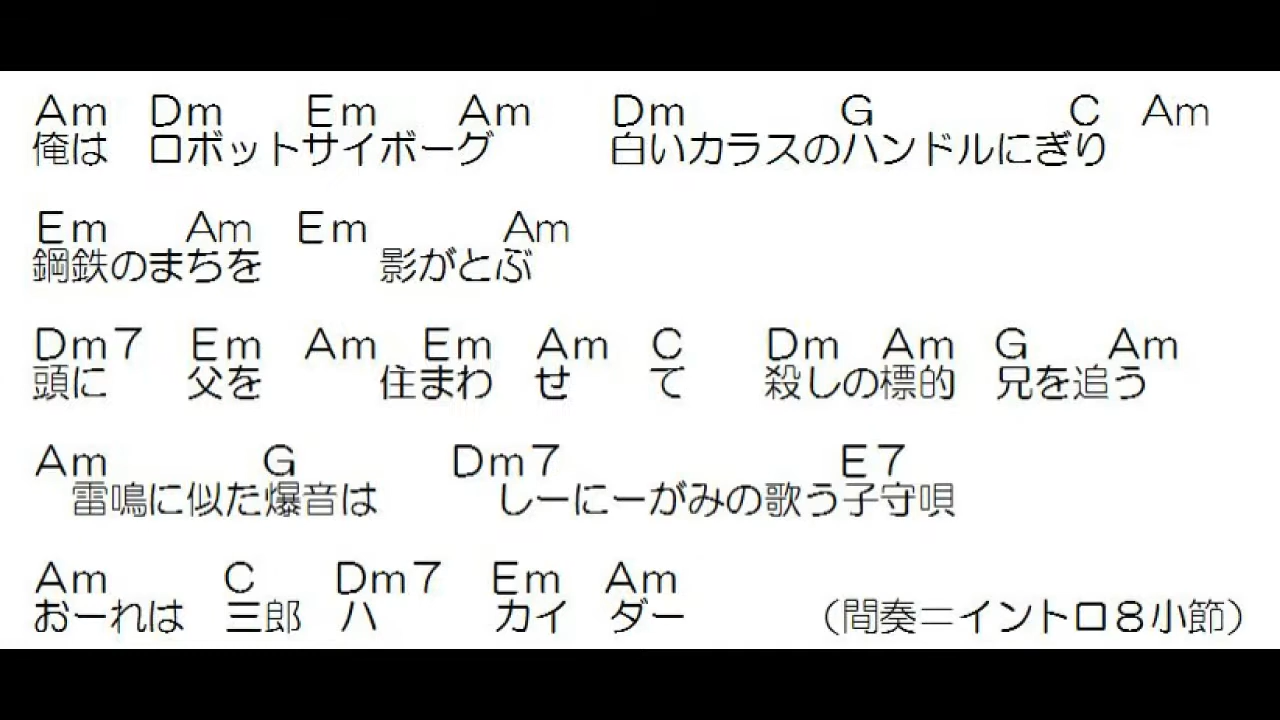 Ａｍ　Ｄｍ　　Ｅｍ　　Ａｍ　　Ｄｍ　　　　Ｇ　　　　　Ｃ　Ａｍ
俺は　ロボットサイボーグ　　　白いカラスのハンドルにぎり
Ｅｍ　　Ａｍ　Ｅｍ　　　Ａｍ
鋼鉄のまちを　　　影がとぶ
Ｄｍ７　Ｅｍ　Ａｍ　Ｅｍ　Ａｍ　Ｃ　　Ｄｍ　Ａｍ　Ｇ　　Ａｍ
頭に　　父を　　　住まわ　せ　　て　　殺しの標的　兄を追う
Ａｍ　　　　Ｇ　　　　Ｄｍ７　　　　　　　Ｅ７
雷鳴に似た爆音は　　　しーにーがみの歌う子守唄
Ａｍ　　　Ｃ　　Ｄｍ７　Ｅｍ　Ａｍ
おーれは　三郎　ハ　　　カイ　ダー　　　（間奏＝イントロ８小節）